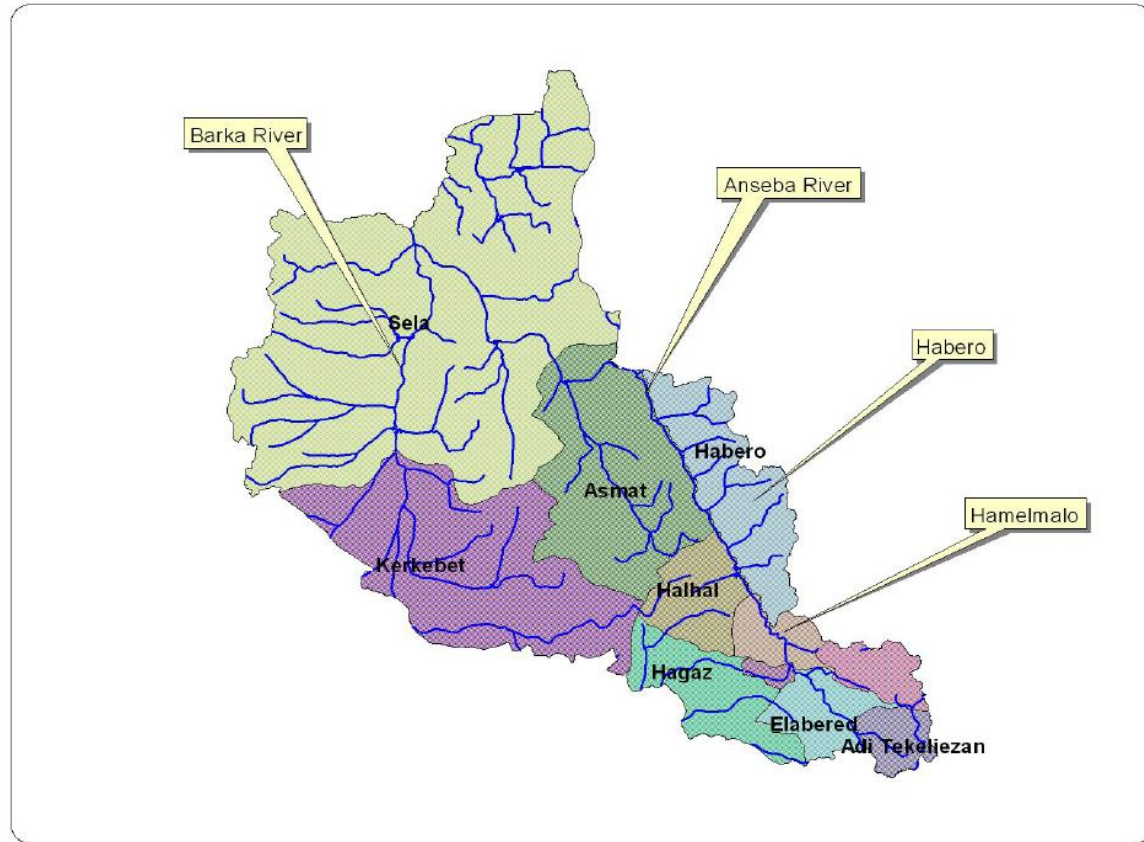 Barka River
Anseba River
Sela
Habero
Habero
Asmat
Hamelmalo
Kerkebet
Halhal
Hagaz
Elabered
Adi Tekeliezan